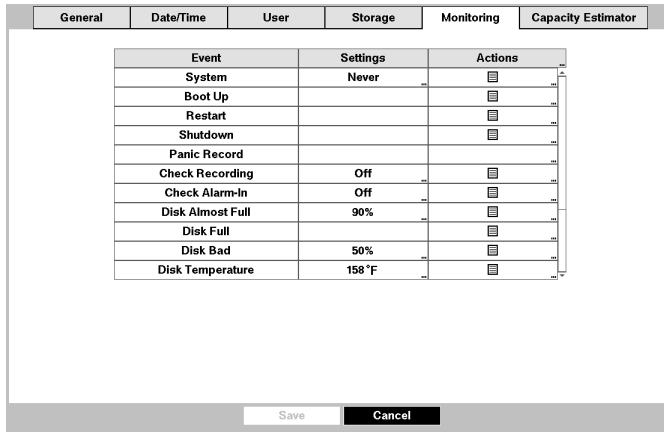 General Date/Time User Storage Monitoring Capacity Estimator
Event Settings Actions
System Never
Boot Up
Restart
Shutdown
Panic Record
Check Recording Off
Check Alarm-In Off
Disk Almost Full 90%
Disk Full
Disk Bad 50%
Disk Temperature 158°F
Save Cancel